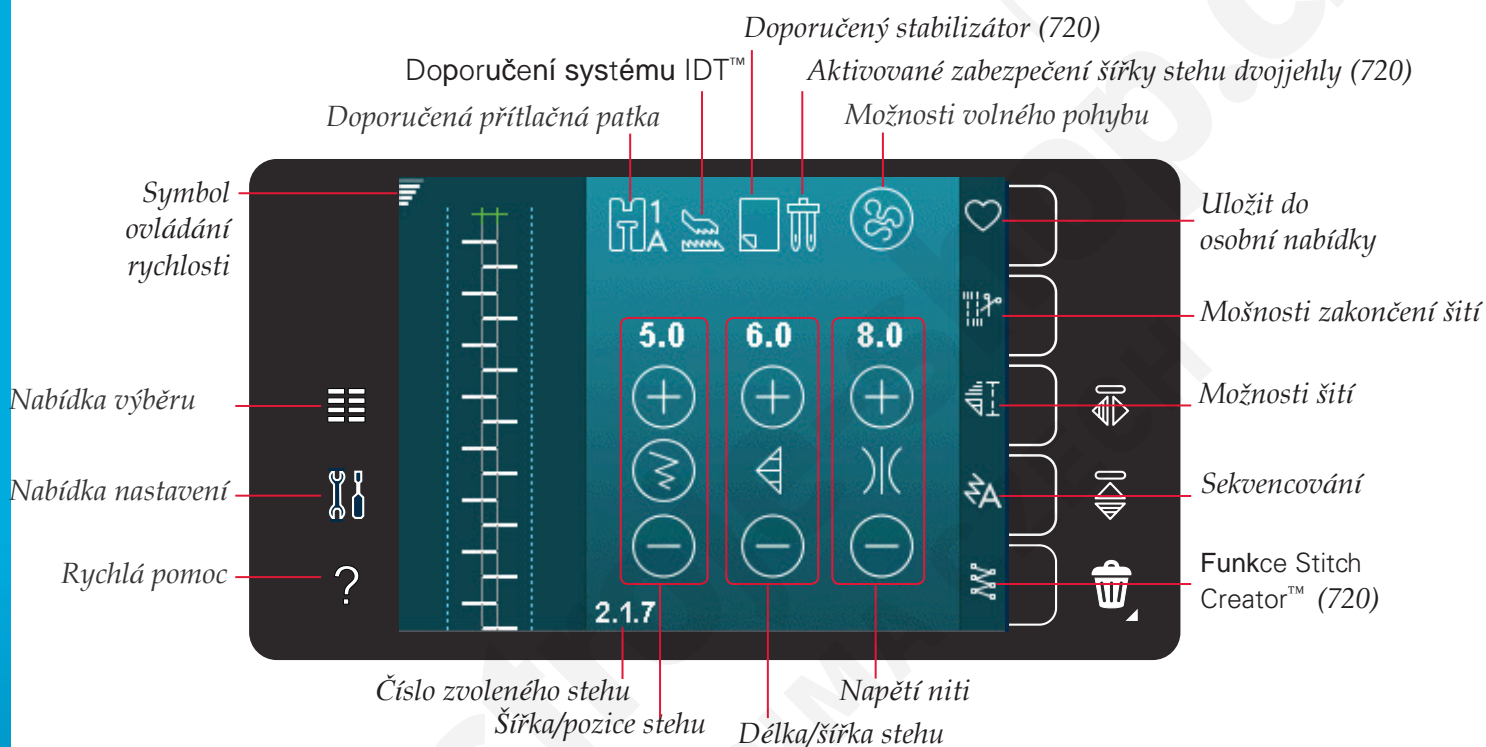 Doporučený stabilizátor (720)
Doporučení systému IDT™
Aktivované zabezpečení šířky stehu dvojjehly (720)
Doporučená přítlačná patka
Možnosti volného pohybu
Symbol
ovládání
rychlosti
1
A
Uložit do
osobní nabídky
Mošnosti zakončení šití
5.0 6.0 8.0
Nabídka výběru
Možnosti šití
Nabídka nastavení
A
Sekvencování
Rychlá pomoc
?
Funkce Stitch
Creator™ (720)
2.1.7
Číslo zvoleného stehu
Napětí niti
Šířka/pozice stehu
Délka/šířka stehu